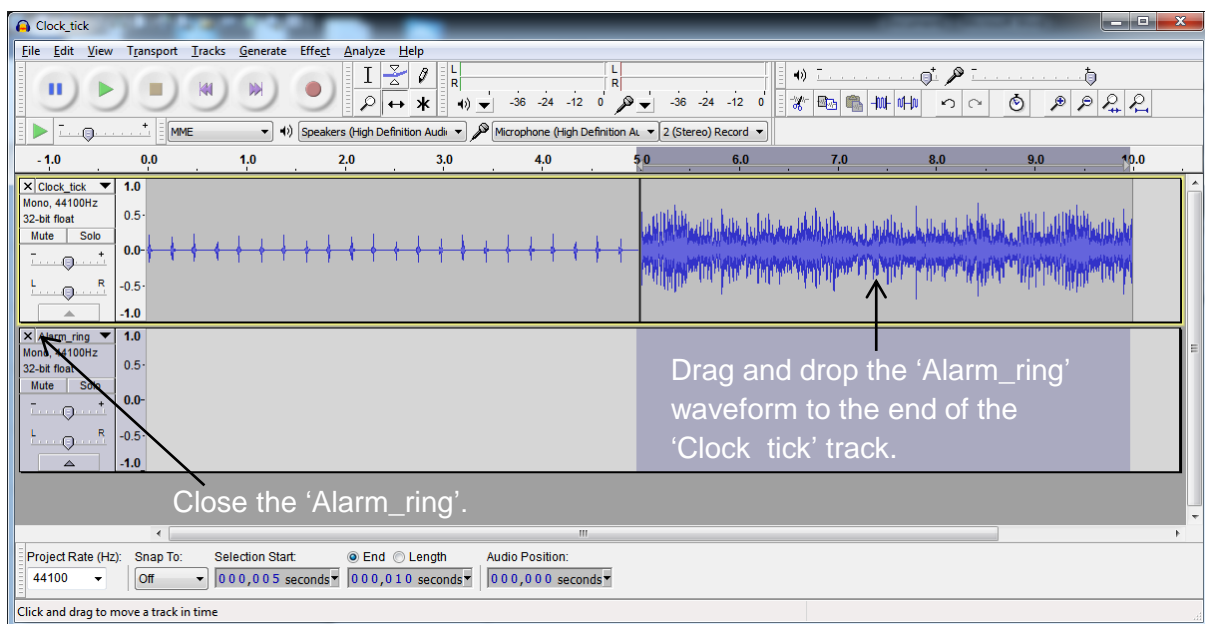 Clock_tick
File Edit View Transport Tracks Generate Effect Analyze Help
L R L R
-36 -24 -12 0 -36 -24 -12 0
MME Speakers (High Definition Audi Microphone (High Definition Au 2 (Stereo) Record
-1.0 0.0 1.0 2.0 3.0 4.0 5.0 6.0 7.0 8.0 9.0 10.0
X Clock_tick 1.0
Mono, 44100Hz
32-bit float 0.5
Mute Solo
- + 0.0
L R -0.5
-1.0
X Alarm_ring 1.0
Mono, 44100Hz
32-bit float 0.5
Mute Solo
- + 0.0
L R -0.5
-1.0
Drag and drop the ‘Alarm_ring’
waveform to the end of the
‘Clock tick’ track.
Close the ‘Alarm_ring’.
Project Rate (Hz): Snap To: Selection Start: End Length Audio Position:
44100 Off 000,005 seconds 000,010 seconds 000,000 seconds
Click and drag to move a track in time